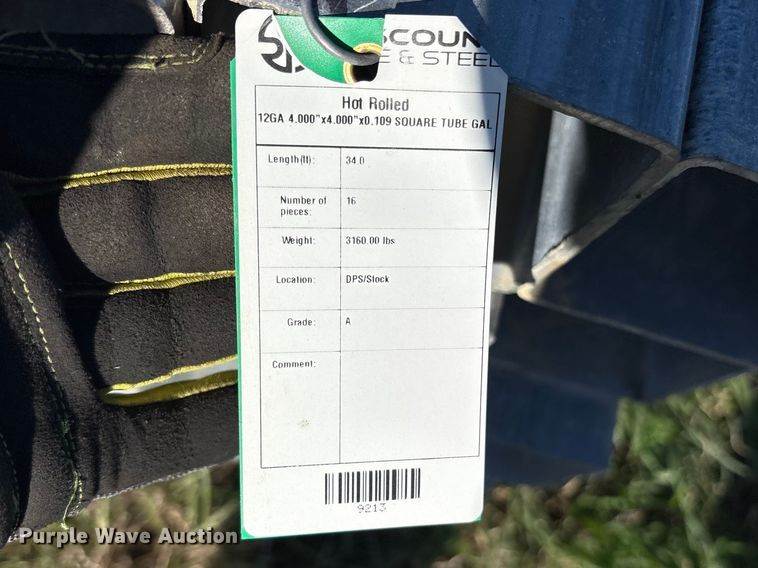 SCOUN
E & STEEL
Hot Rolled
12GA 4.000"x4.000"x0.109 SQUARE TUBE GAL
Length(ft): 34.0
Number of pieces: 16
Weight: 3160.00 lbs
Location: DPS/Stock
Grade: A
Comment:
9213
Purple Wave Auction